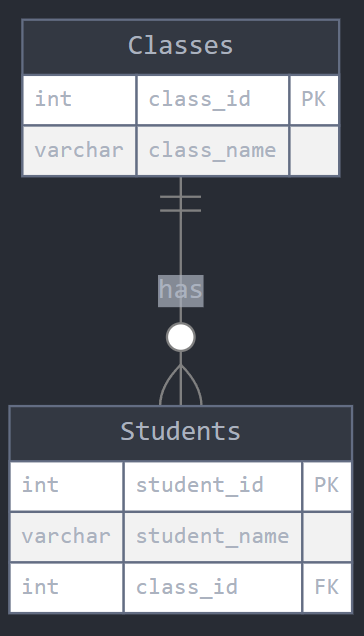 Classes
int class_id PK
varchar class_name
has
Students
int student_id PK
varchar student_name
int class_id FK